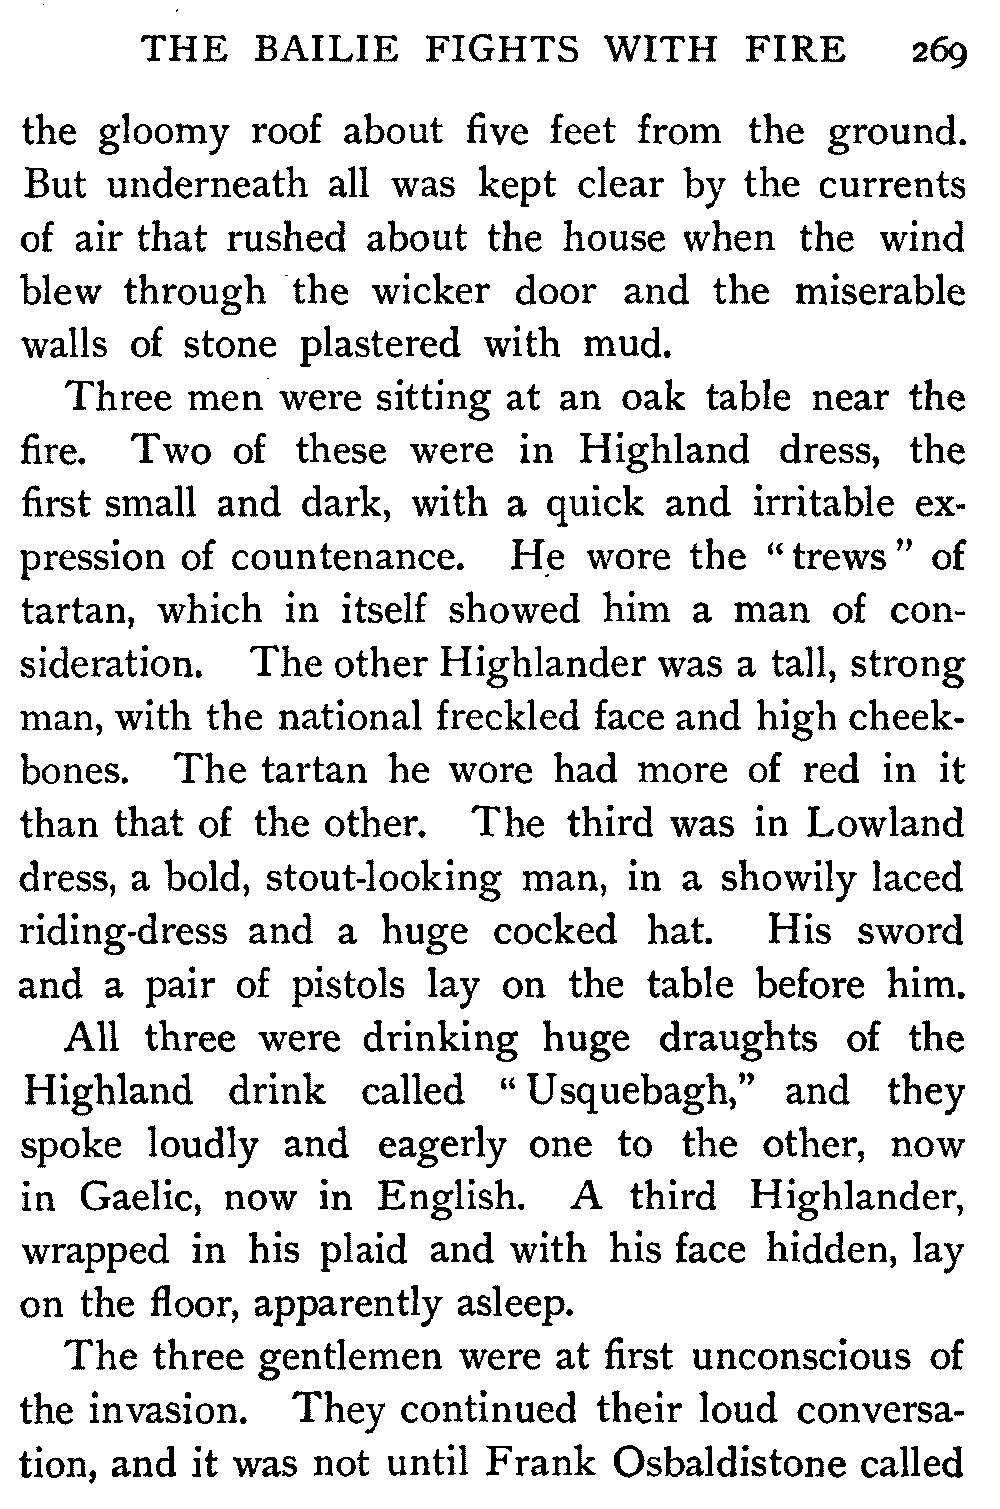 THE BAILIE FIGHTS WITH FIRE 269
the gloomy roof about five feet from the ground.
But underneath all was kept clear by the currents
of air that rushed about the house when the wind
blew through the wicker door and the miserable
walls of stone plastered with mud.
Three men were sitting at an oak table near the
fire. Two of these were in Highland dress, the
first small and dark, with a quick and irritable ex-
pression of countenance. He wore the “trews” of
tartan, which in itself showed him a man of con-
sideration. The other Highlander was a tall, strong
man, with the national freckled face and high cheek-
bones. The tartan he wore had more of red in it
than that of the other. The third was in Lowland
dress, a bold, stout-looking man, in a showily laced
riding-dress and a huge cocked hat. His sword
and a pair of pistols lay on the table before him.
All three were drinking huge draughts of the
Highland drink called “Usquebagh,” and they
spoke loudly and eagerly one to the other, now
in Gaelic, now in English. A third Highlander,
wrapped in his plaid and with his face hidden, lay
on the floor, apparently asleep.
The three gentlemen were at first unconscious of
the invasion. They continued their loud conversa-
tion, and it was not until Frank Osbaldistone called